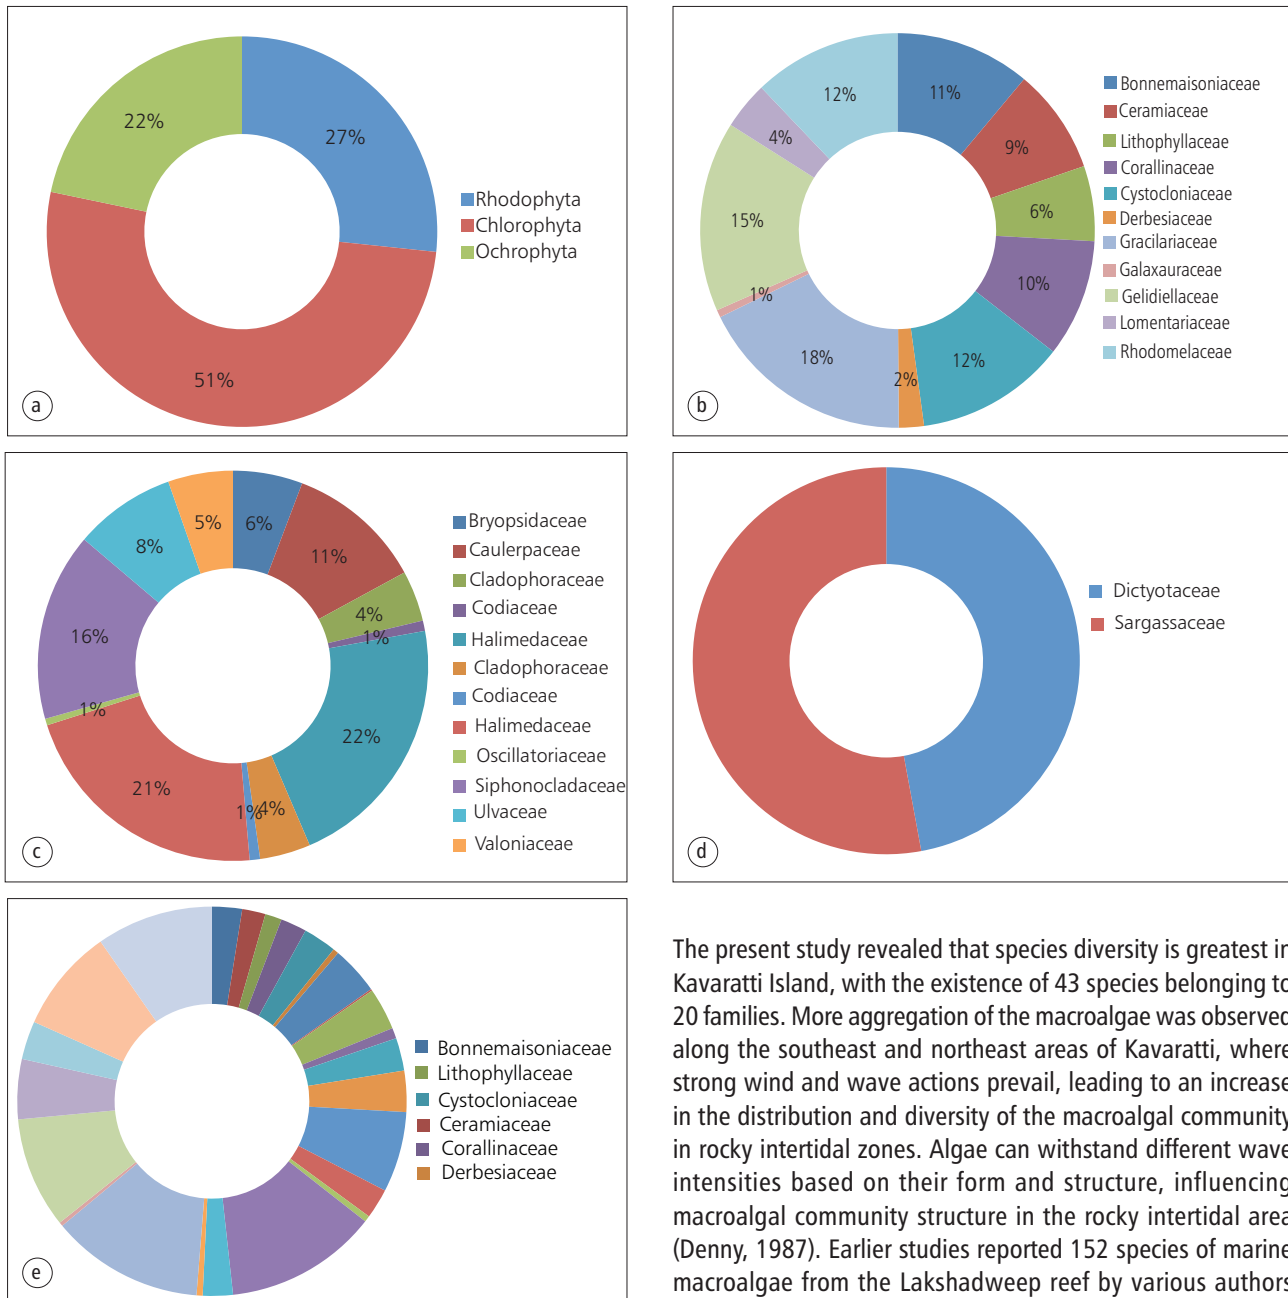 22%
27%
51%
Rhodophyta
Chlorophyta
Ochrophyta
a
12%
11%
4%
9%
15%
6%
1%
10%
18%
12%
2%
Bonnemaisoniaceae
Ceramiaceae
Lithophyllaceae
Corallinaceae
Cystocloniaceae
Derbesiaceae
Gracilariaceae
Galaxauraceae
Gelidiellaceae
Lomentariaceae
Rhodomelaceae
b
5%
6%
8%
11%
4%
16%
1%
1%
22%
21%
1%
4%
Bryopsidaceae
Caulerpaceae
Cladophoraceae
Codiaceae
Halimedaceae
Cladophoraceae
Codiaceae
Halimedaceae
Oscillatoriaceae
Siphonocladaceae
Ulvaceae
Valoniaceae
c
Dictyotaceae
Sargassaceae
d
Bonnemaisoniaceae
Lithophyllaceae
Cystocloniaceae
Ceramiaceae
Corallinaceae
Derbesiaceae
e
The present study revealed that species diversity is greatest in
Kavaratti Island, with the existence of 43 species belonging to
20 families. More aggregation of the macroalgae was observed
along the southeast and northeast areas of Kavaratti, where
strong wind and wave actions prevail, leading to an increase
in the distribution and diversity of the macroalgal community
in rocky intertidal zones. Algae can withstand different wave
intensities based on their form and structure, influencing
macroalgal community structure in the rocky intertidal area
(Denny, 1987). Earlier studies reported 152 species of marine
macroalgae from the Lakshadweep reef by various authors